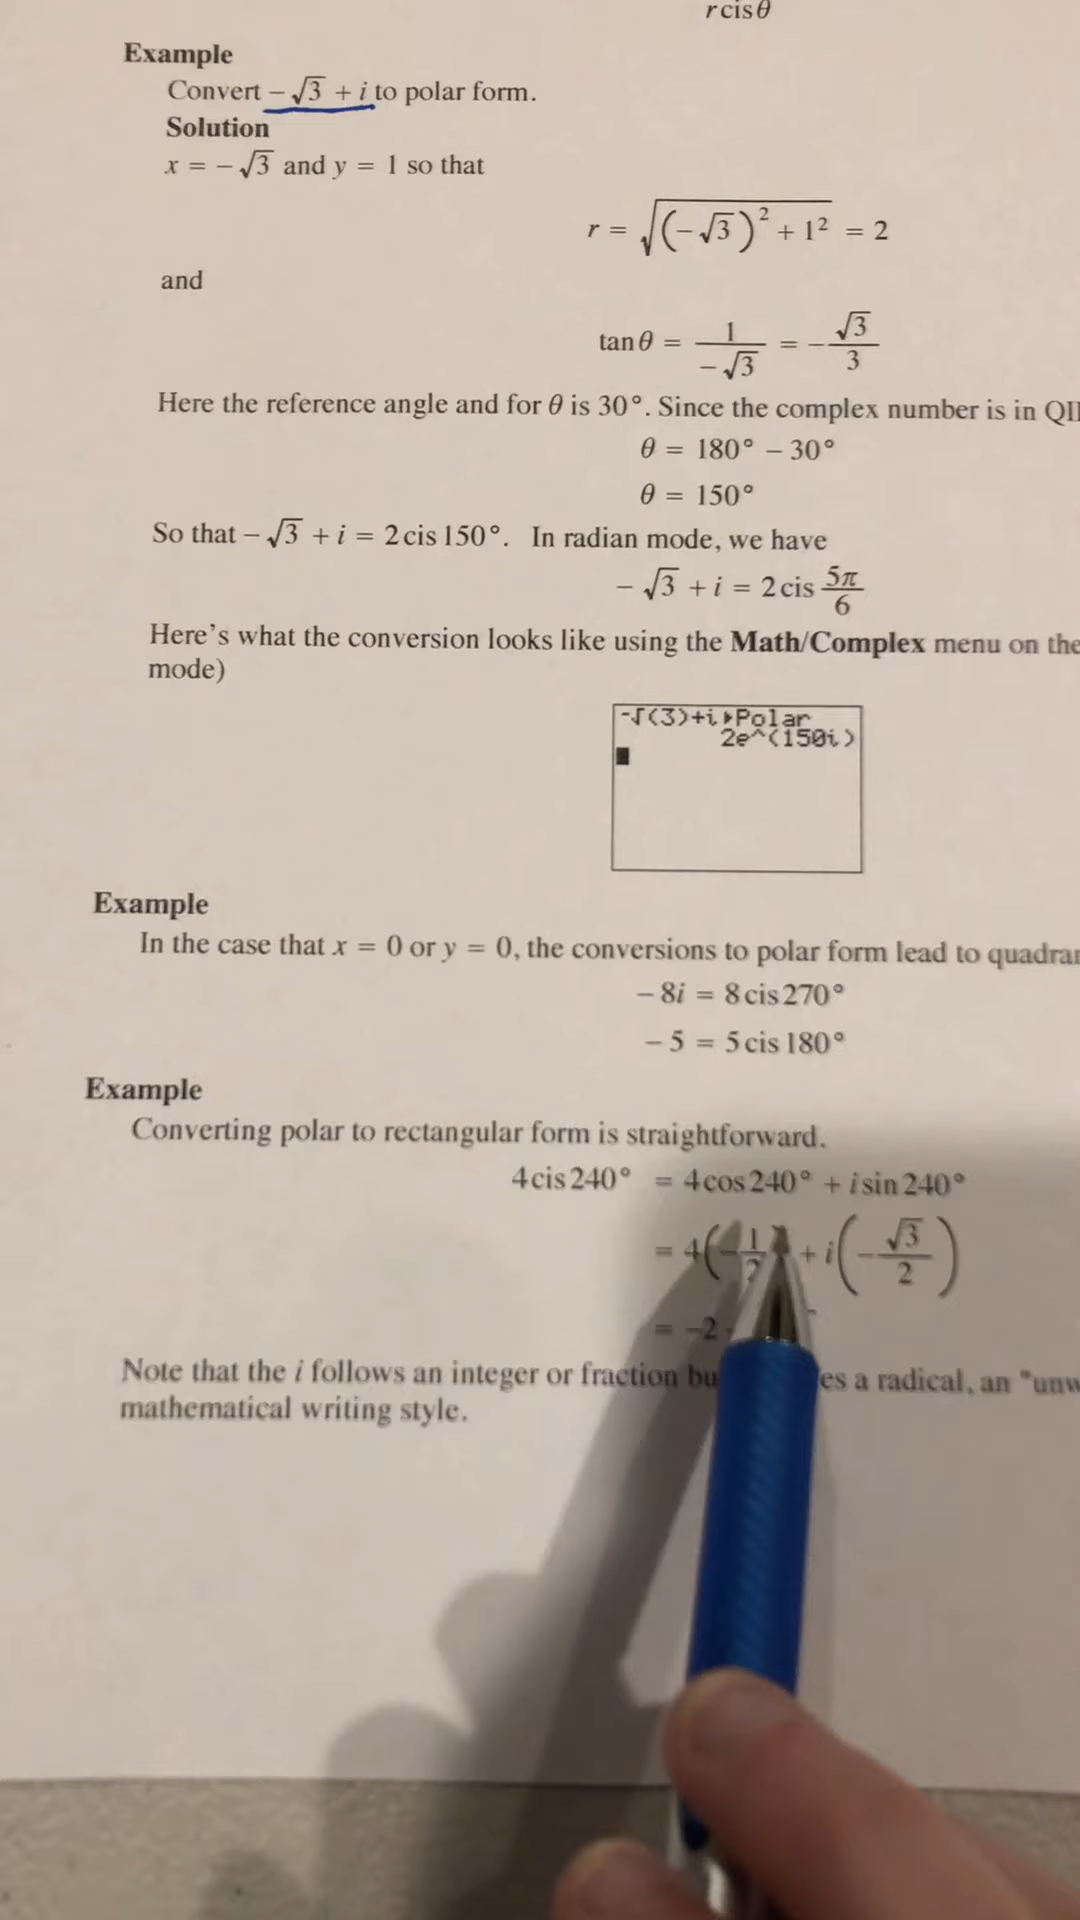 r cis θ
Example
Convert −√3 + i to polar form.
Solution
x = −√3 and y = 1 so that
r = √((−√3)² + 1²) = 2
and
tan θ = 1/−√3 = −√3/3
Here the reference angle and for θ is 30°. Since the complex number is in
θ = 180° − 30°
θ = 150°
So that −√3 + i = 2 cis 150°. In radian mode, we have
−√3 + i = 2 cis 5π/6
Here's what the conversion looks like using the Math/Complex menu on the
mode)
-√(3)+i▸Polar
2e^(150i)
Example
In the case that x = 0 or y = 0, the conversions to polar form lead to
−8i = 8 cis 270°
−5 = 5 cis 180°
Example
Converting polar to rectangular form is straightforward.
4 cis 240° = 4 cos 240° + i sin 240°
= 4(−1/2) + i(−√3/2)
= −2
Note that the i follows an integer or fraction a radical, an
mathematical writing style.